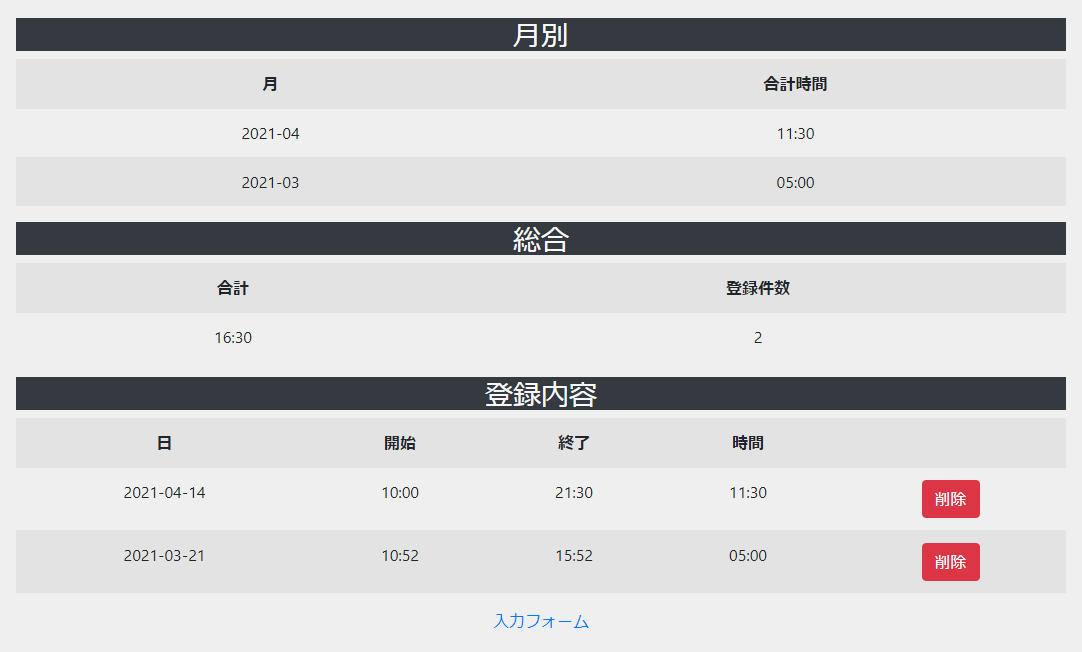 月別
月 合計時間
2021-04 11:30
2021-03 05:00
総合
合計 登録件数
16:30 2
登録内容
日 開始 終了 時間
2021-04-14 10:00 21:30 11:30 削除
2021-03-21 10:52 15:52 05:00 削除
入力フォーム